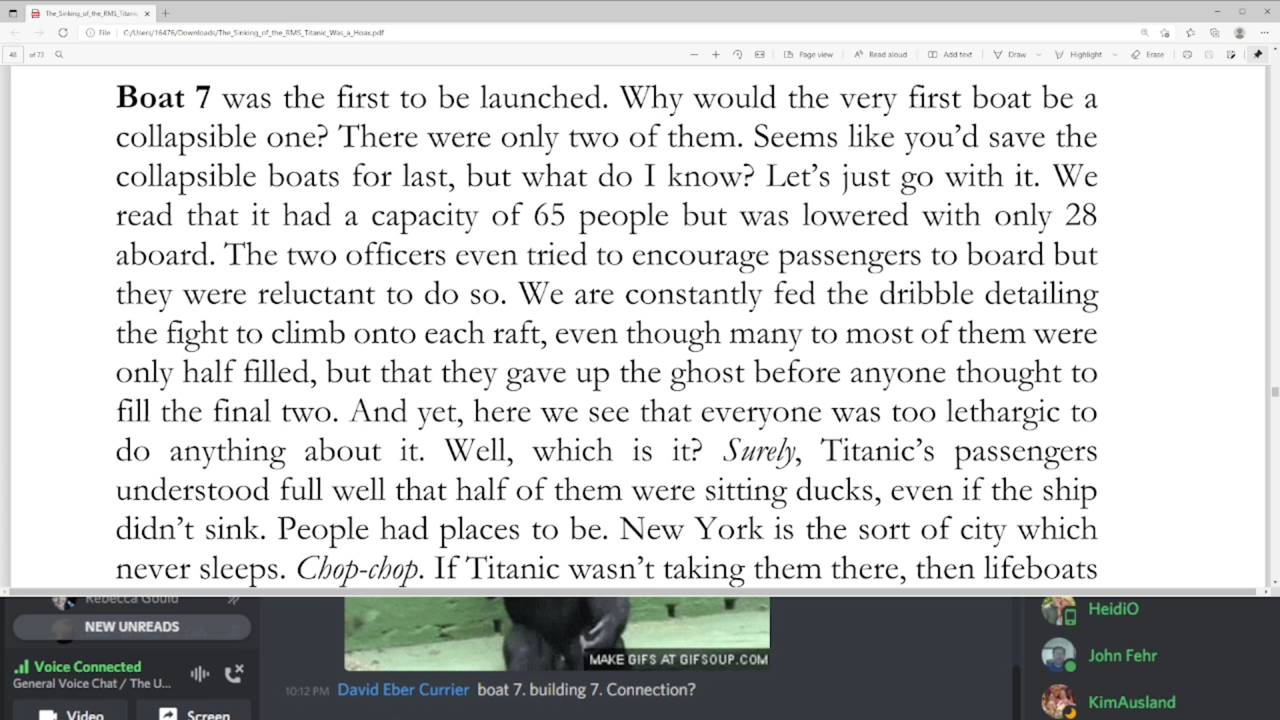 The_Sinking_of_the_RMS_Titanic
File C:/Users/16476/Downloads/The_Sinking_of_the_RMS_Titanic_Was_a_Hoax.pdf
48 of 73 Page view Read aloud Add text Draw Highlight Erase
Boat 7 was the first to be launched. Why would the very first boat be a
collapsible one? There were only two of them. Seems like you’d save the
collapsible boats for last, but what do I know? Let’s just go with it. We
read that it had a capacity of 65 people but was lowered with only 28
aboard. The two officers even tried to encourage passengers to board but
they were reluctant to do so. We are constantly fed the dribble detailing
the fight to climb onto each raft, even though many to most of them were
only half filled, but that they gave up the ghost before anyone thought to
fill the final two. And yet, here we see that everyone was too lethargic to
do anything about it. Well, which is it? Surely, Titanic’s passengers
understood full well that half of them were sitting ducks, even if the ship
didn’t sink. People had places to be. New York is the sort of city which
never sleeps. Chop-chop. If Titanic wasn’t taking them there, then lifeboats
Rebecca Gould
NEW UNREADS
Voice Connected
General Voice Chat / The U...
Video Screen
MAKE GIFS AT GIFSOUP.COM
10:12 PM David Eber Currier boat 7. building 7. Connection?
HeidiO
John Fehr
KimAusland